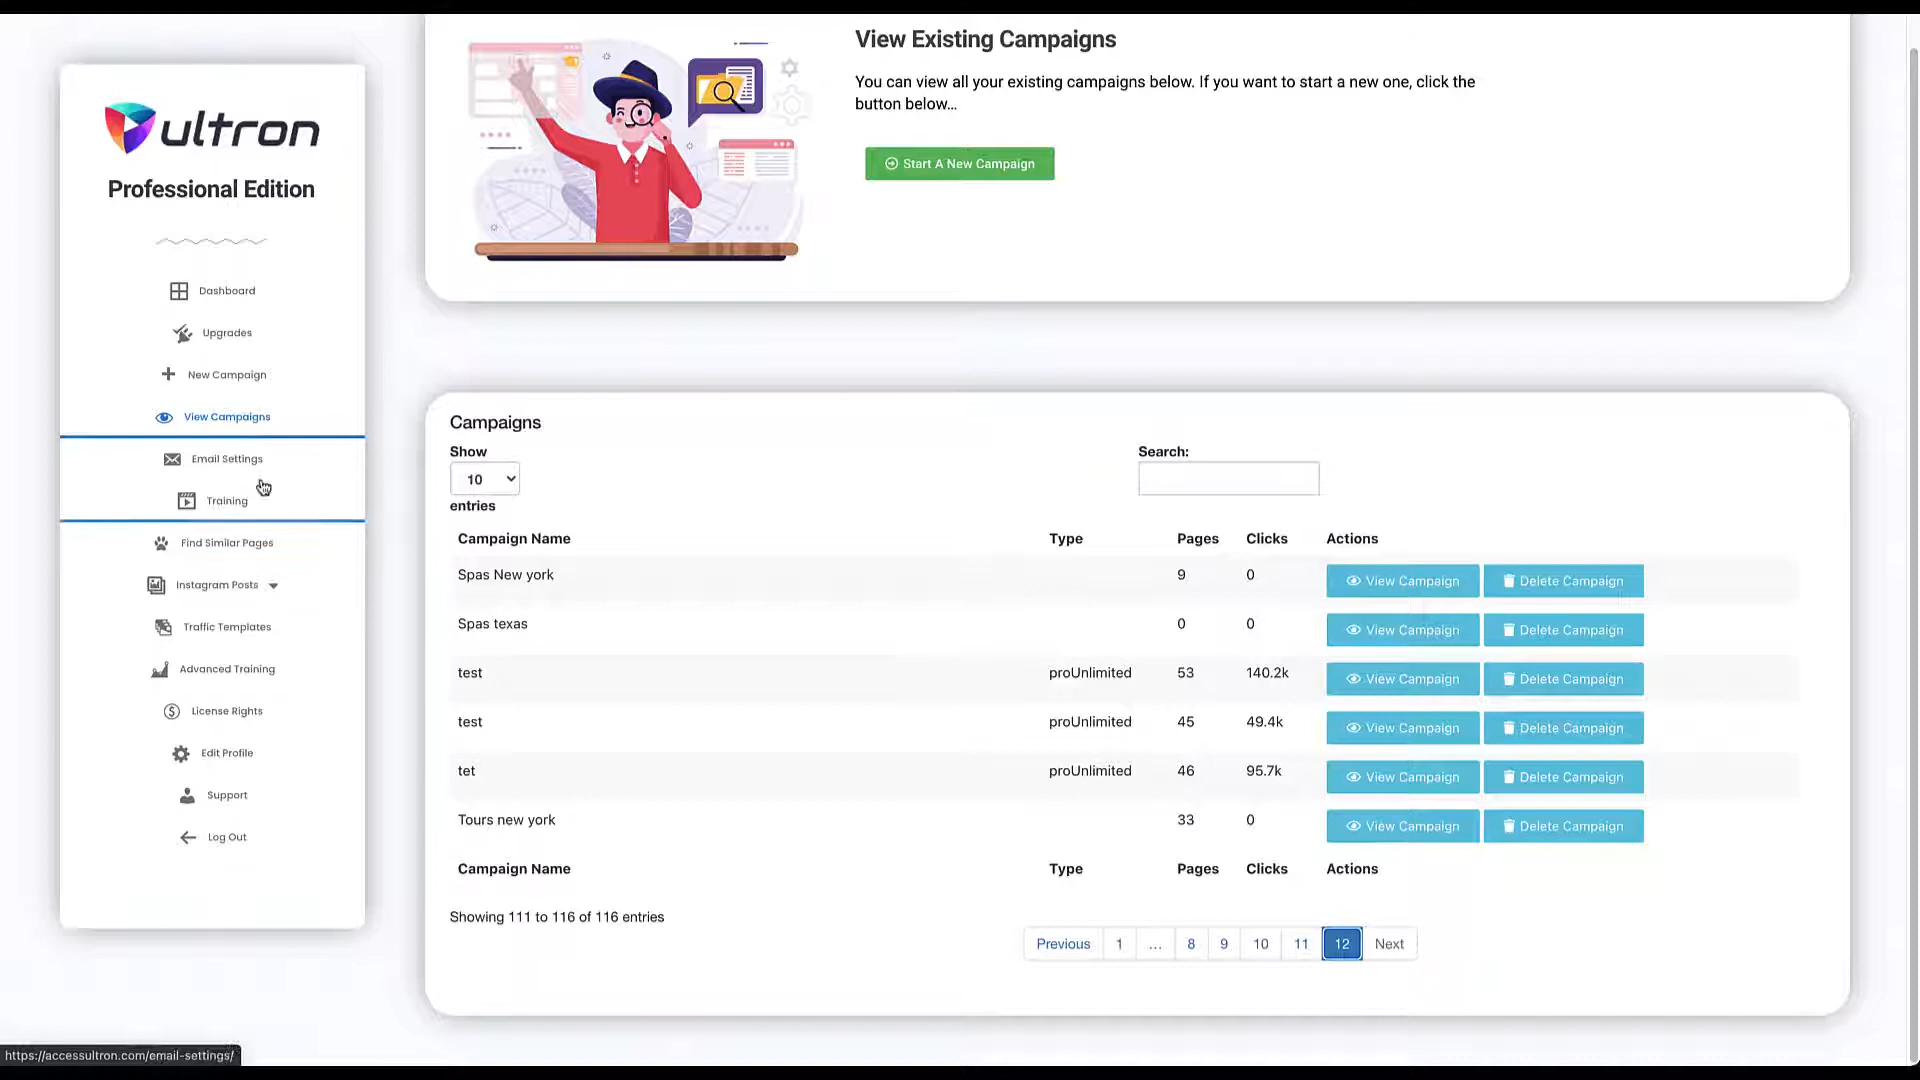 ultron
Professional Edition
Dashboard
Upgrades
New Campaign
View Campaigns
Email Settings
Training
Find Similar Pages
Instagram Posts
Traffic Templates
Advanced Training
License Rights
Edit Profile
Support
Log Out
View Existing Campaigns
You can view all your existing campaigns below. If you want to start a new one, click the
button below...
Start A New Campaign
Campaigns
Show
10
entries
Search:
Campaign Name Type Pages Clicks Actions
Spas New york 9 0 View Campaign Delete Campaign
Spas texas 0 0 View Campaign Delete Campaign
test proUnlimited 53 140.2k View Campaign Delete Campaign
test proUnlimited 45 49.4k View Campaign Delete Campaign
tet proUnlimited 46 95.7k View Campaign Delete Campaign
Tours new york 33 0 View Campaign Delete Campaign
Campaign Name Type Pages Clicks Actions
Showing 111 to 116 of 116 entries
Previous 1 ... 8 9 10 11 12 Next
https://accessultron.com/email-settings/